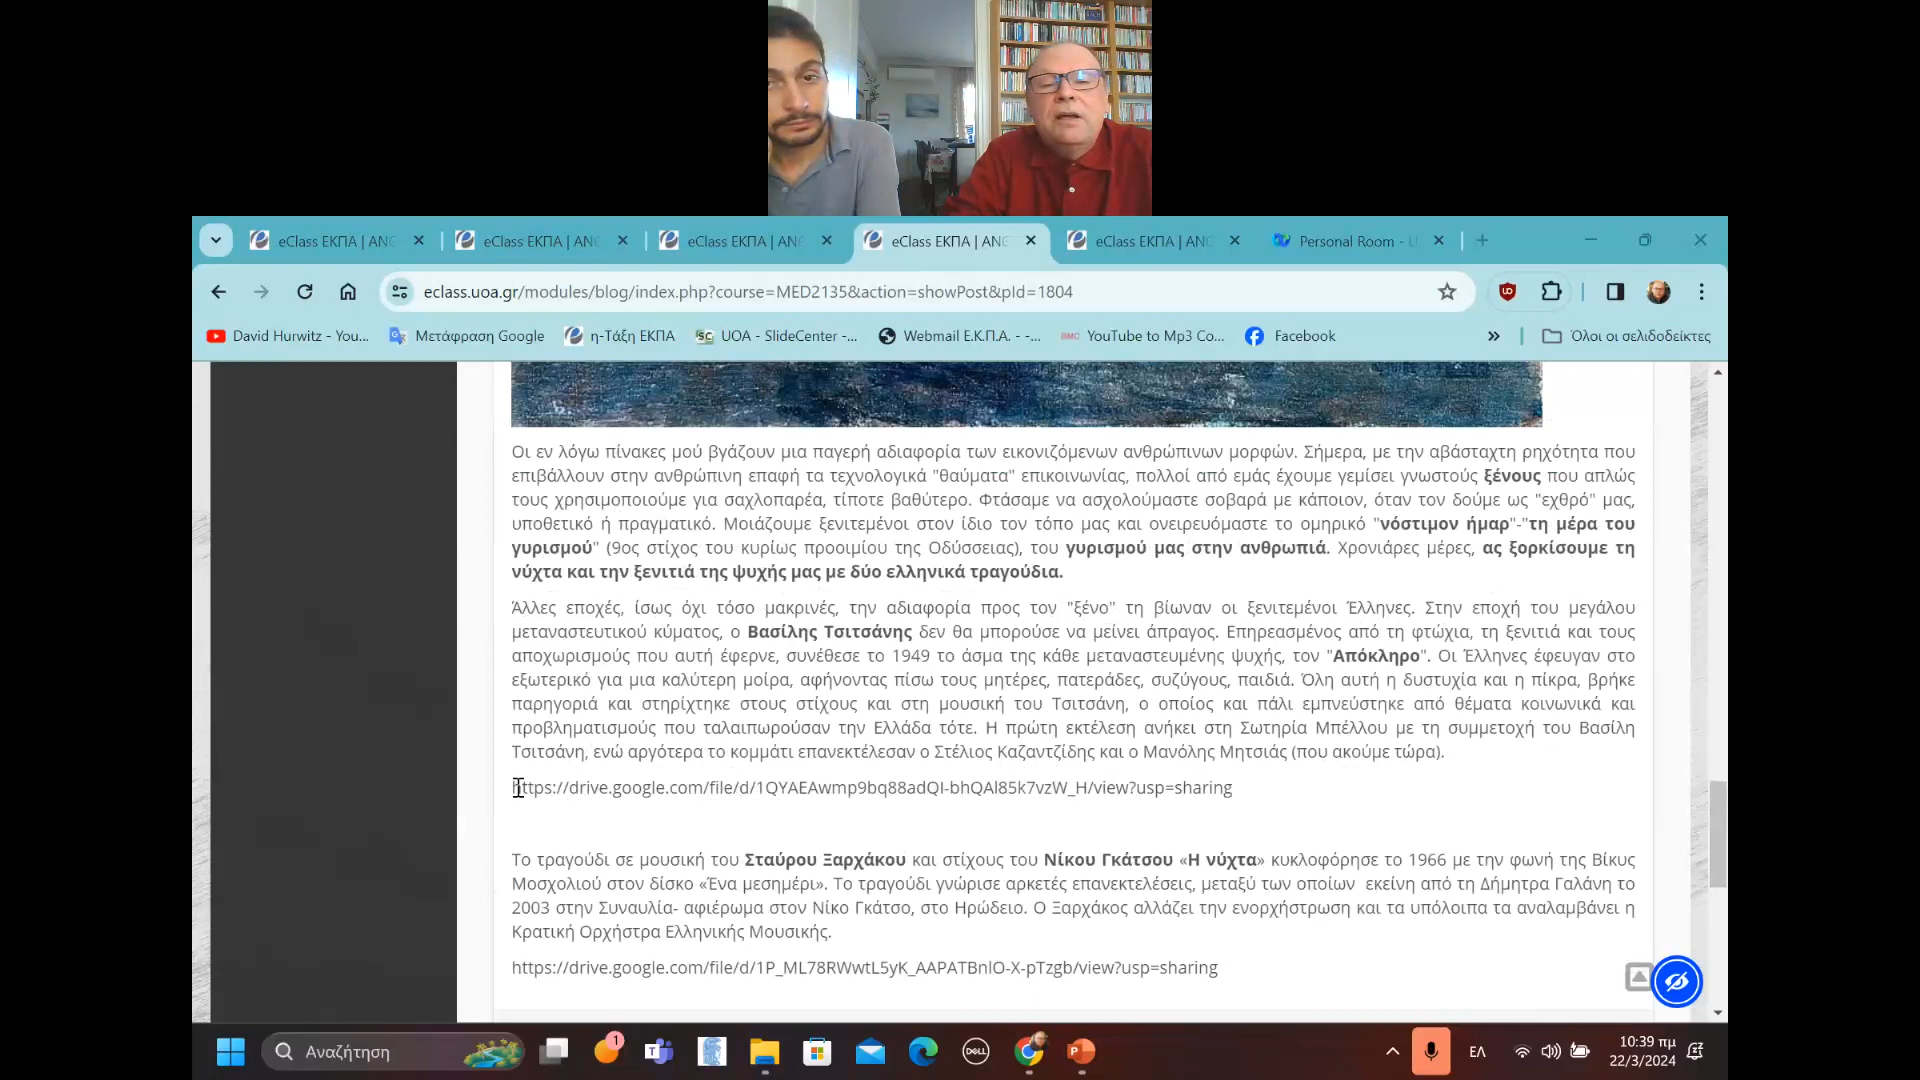 eClass ΕΚΠΑ | ΑΝΘ
eClass ΕΚΠΑ | ΑΝΘ
eClass ΕΚΠΑ | ΑΝΘ
eClass ΕΚΠΑ | ΑΝΘ
eClass ΕΚΠΑ | ΑΝΘ
Personal Room - U
eclass.uoa.gr/modules/blog/index.php?course=MED2135&action=showPost&pId=1804
David Hurwitz - You...
Μετάφραση Google
η-Τάξη ΕΚΠΑ
UOA - SlideCenter -...
Webmail Ε.Κ.Π.Α. - -...
YouTube to Mp3 Co...
Facebook
Όλοι οι σελιδοδείκτες
Οι εν λόγω πίνακες μού βγάζουν μια παγερή αδιαφορία των εικονιζόμενων ανθρώπινων μορφών. Σήμερα, με την αβάσταχτη ρηχότητα που
επιβάλλουν στην ανθρώπινη επαφή τα τεχνολογικά "θαύματα" επικοινωνίας, πολλοί από εμάς έχουμε γεμίσει γνωστούς ξένους που απλώς
τους χρησιμοποιούμε για σαχλοπαρέα, τίποτε βαθύτερο. Φτάσαμε να ασχολούμαστε σοβαρά με κάποιον, όταν τον δούμε ως "εχθρό" μας,
υποθετικό ή πραγματικό. Μοιάζουμε ξενιτεμένοι στον ίδιο τον τόπο μας και ονειρευόμαστε το ομηρικό "νόστιμον ήμαρ"-"τη μέρα του
γυρισμού" (9ος στίχος του κυρίως προοιμίου της Οδύσσειας), του γυρισμού μας στην ανθρωπιά. Χρονιάρες μέρες, ας ξορκίσουμε τη
νύχτα και την ξενιτιά της ψυχής μας με δύο ελληνικά τραγούδια.
Άλλες εποχές, ίσως όχι τόσο μακρινές, την αδιαφορία προς τον "ξένο" τη βίωναν οι ξενιτεμένοι Έλληνες. Στην εποχή του μεγάλου
μεταναστευτικού κύματος, ο Βασίλης Τσιτσάνης δεν θα μπορούσε να μείνει άπραγος. Επηρεασμένος από τη φτώχια, τη ξενιτιά και τους
αποχωρισμούς που αυτή έφερνε, συνέθεσε το 1949 το άσμα της κάθε μεταναστευμένης ψυχής, τον "Απόκληρο". Οι Έλληνες έφευγαν στο
εξωτερικό για μια καλύτερη μοίρα, αφήνοντας πίσω τους μητέρες, πατεράδες, συζύγους, παιδιά. Όλη αυτή η δυστυχία και η πίκρα, βρήκε
παρηγοριά και στηρίχτηκε στους στίχους και στη μουσική του Τσιτσάνη, ο οποίος και πάλι εμπνεύστηκε από θέματα κοινωνικά και
προβληματισμούς που ταλαιπωρούσαν την Ελλάδα τότε. Η πρώτη εκτέλεση ανήκει στη Σωτηρία Μπέλλου με τη συμμετοχή του Βασίλη
Τσιτσάνη, ενώ αργότερα το κομμάτι επανεκτέλεσαν ο Στέλιος Καζαντζίδης και ο Μανόλης Μητσιάς (που ακούμε τώρα).
https://drive.google.com/file/d/1QYAEAwmp9bq88adQI-bhQAl85k7vzW_H/view?usp=sharing
Το τραγούδι σε μουσική του Σταύρου Ξαρχάκου και στίχους του Νίκου Γκάτσου «Η νύχτα» κυκλοφόρησε το 1966 με την φωνή της Βίκυς
Μοσχολιού στον δίσκο «Ένα μεσημέρι». Το τραγούδι γνώρισε αρκετές επανεκτελέσεις, μεταξύ των οποίων εκείνη από τη Δήμητρα Γαλάνη το
2003 στην Συναυλία- αφιέρωμα στον Νίκο Γκάτσο, στο Ηρώδειο. Ο Ξαρχάκος αλλάζει την ενορχήστρωση και τα υπόλοιπα τα αναλαμβάνει η
Κρατική Ορχήστρα Ελληνικής Μουσικής.
https://drive.google.com/file/d/1P_ML78RWwtL5yK_AAPATBnlO-X-pTzgb/view?usp=sharing
Αναζήτηση
1
DELL
ΕΛ
10:39 πμ
22/3/2024